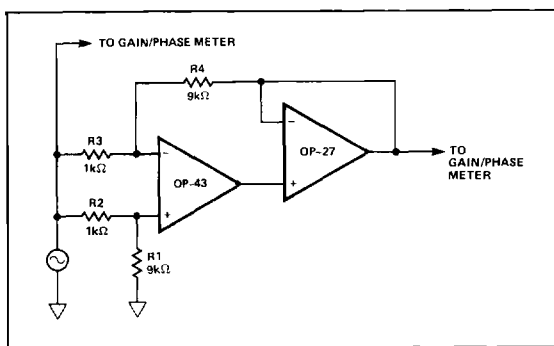 TO GAIN/PHASE METER
R4
9kΩ
R3
1kΩ
−
OP-43
+
−
OP-27
+
TO
GAIN/PHASE
METER
R2
1kΩ
R1
9kΩ